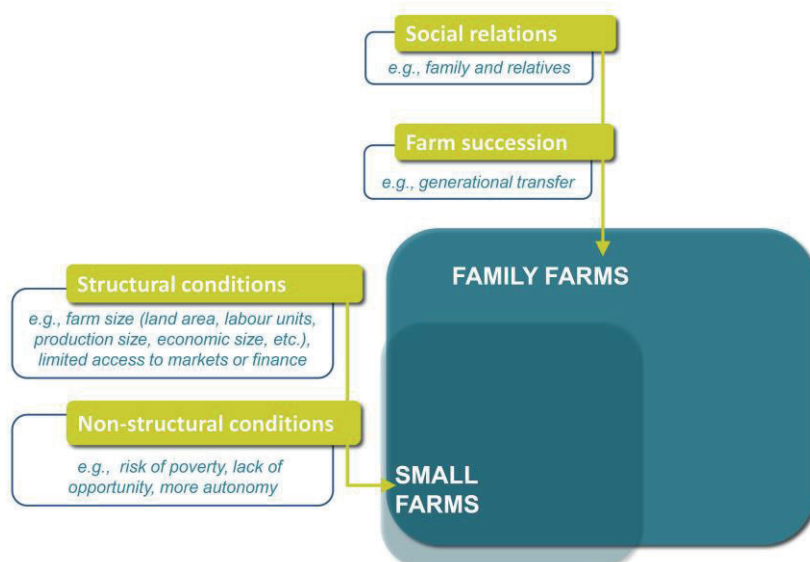 Social relations
e.g., family and relatives
Farm succession
e.g., generational transfer
FAMILY FARMS
Structural conditions
e.g., farm size (land area, labour units,
production size, economic size, etc.),
limited access to markets or finance
Non-structural conditions
e.g., risk of poverty, lack of
opportunity, more autonomy
SMALL
FARMS